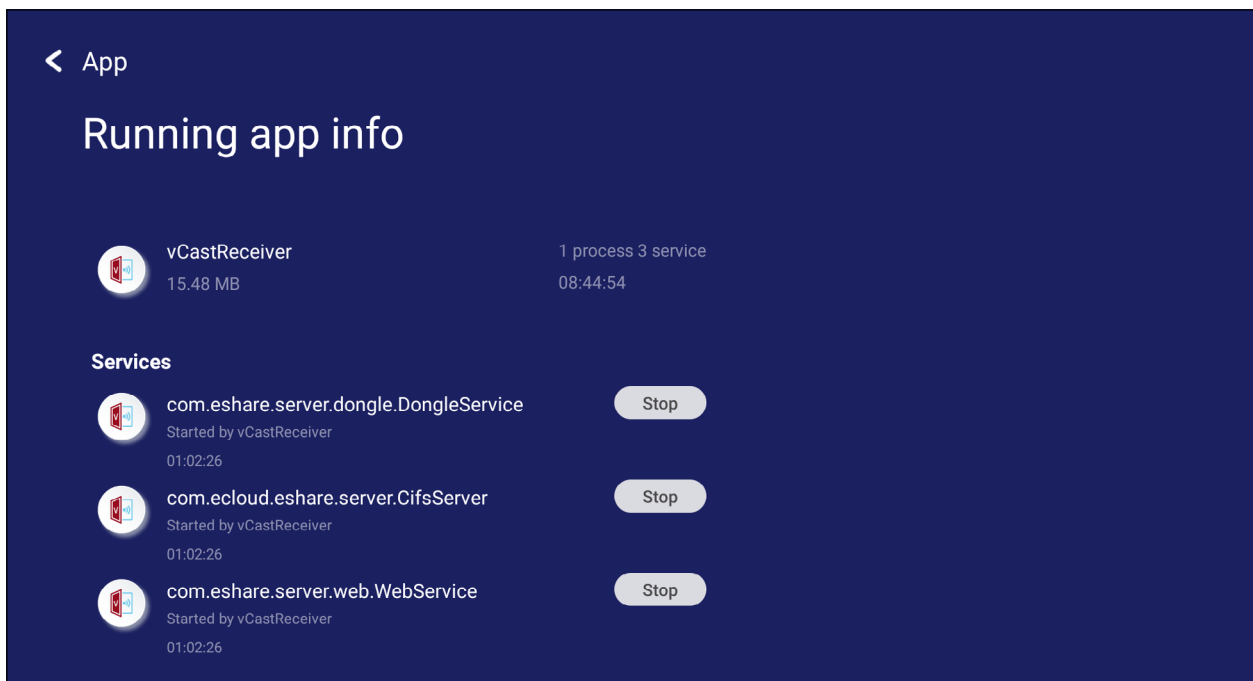 App
Running app info
vCastReceiver
1 process 3 service
15.48 MB
08:44:54
Services
com.eshare.server.dongle.DongleService
Stop
Started by vCastReceiver
01:02:26
com.ecloud.eshare.server.CifsServer
Stop
Started by vCastReceiver
01:02:26
com.eshare.server.web.WebService
Stop
Started by vCastReceiver
01:02:26